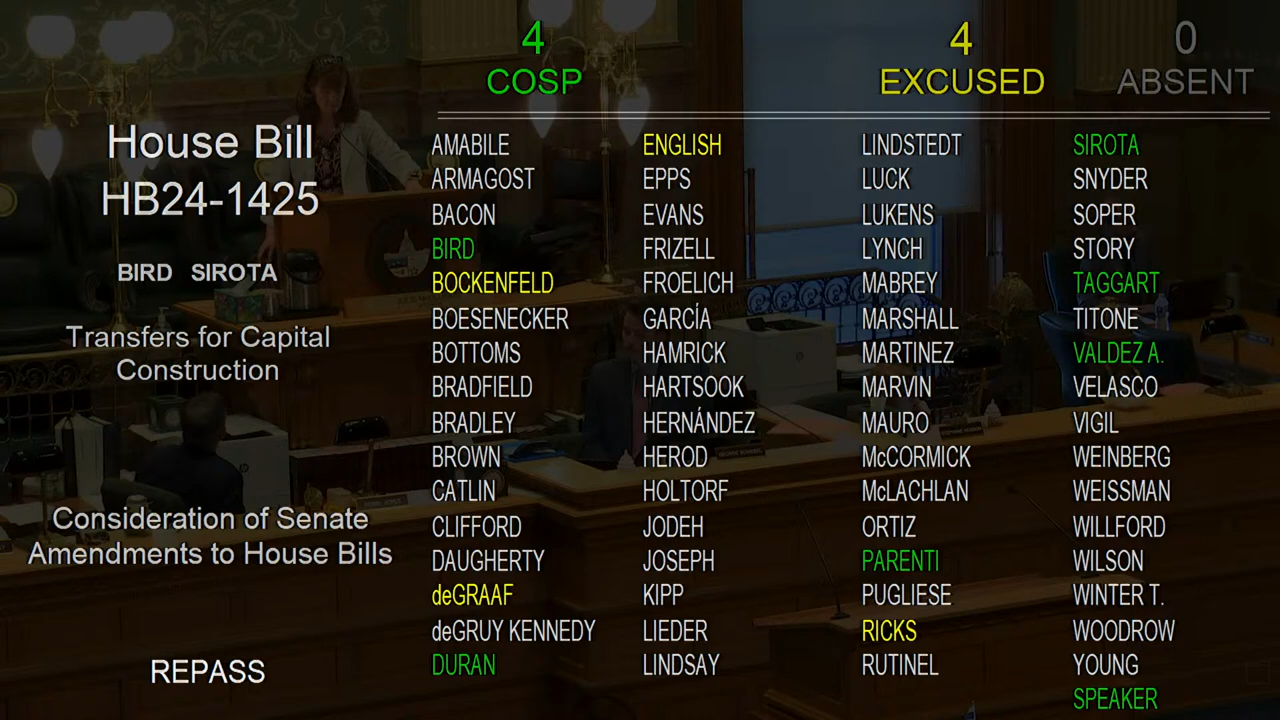 4
COSP
4
EXCUSED
0
ABSENT
House Bill
HB24-1425
BIRD SIROTA
Transfers for Capital
Construction
Consideration of Senate
Amendments to House Bills
REPASS
AMABILE
ARMAGOST
BACON
BIRD
BOCKENFELD
BOESENECKER
BOTTOMS
BRADFIELD
BRADLEY
BROWN
CATLIN
CLIFFORD
DAUGHERTY
deGRAAF
deGRUY KENNEDY
DURAN
ENGLISH
EPPS
EVANS
FRIZELL
FROELICH
GARCÍA
HAMRICK
HARTSOOK
HERNÁNDEZ
HEROD
HOLTORF
JODEH
JOSEPH
KIPP
LIEDER
LINDSAY
LINDSTEDT
LUCK
LUKENS
LYNCH
MABREY
MARSHALL
MARTINEZ
MARVIN
MAURO
McCORMICK
McLACHLAN
ORTIZ
PARENTI
PUGLIESE
RICKS
RUTINEL
SIROTA
SNYDER
SOPER
STORY
TAGGART
TITONE
VALDEZ A.
VELASCO
VIGIL
WEINBERG
WEISSMAN
WILLFORD
WILSON
WINTER T.
WOODROW
YOUNG
SPEAKER